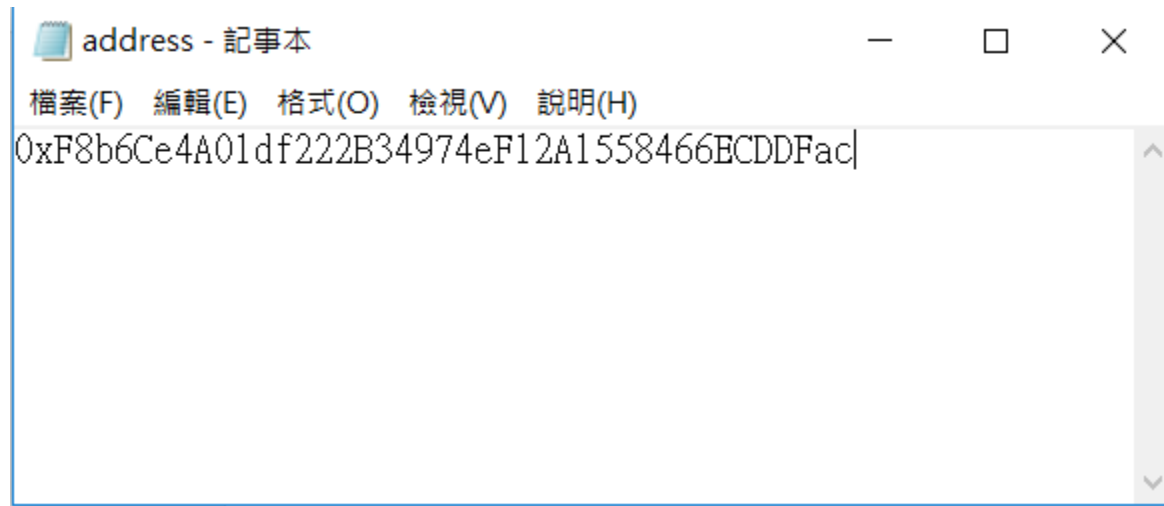 address - 記事本
檔案(F) 編輯(E) 格式(O) 檢視(V) 說明(H)
0xF8b6Ce4A01df222B34974eF12A1558466ECDDFac